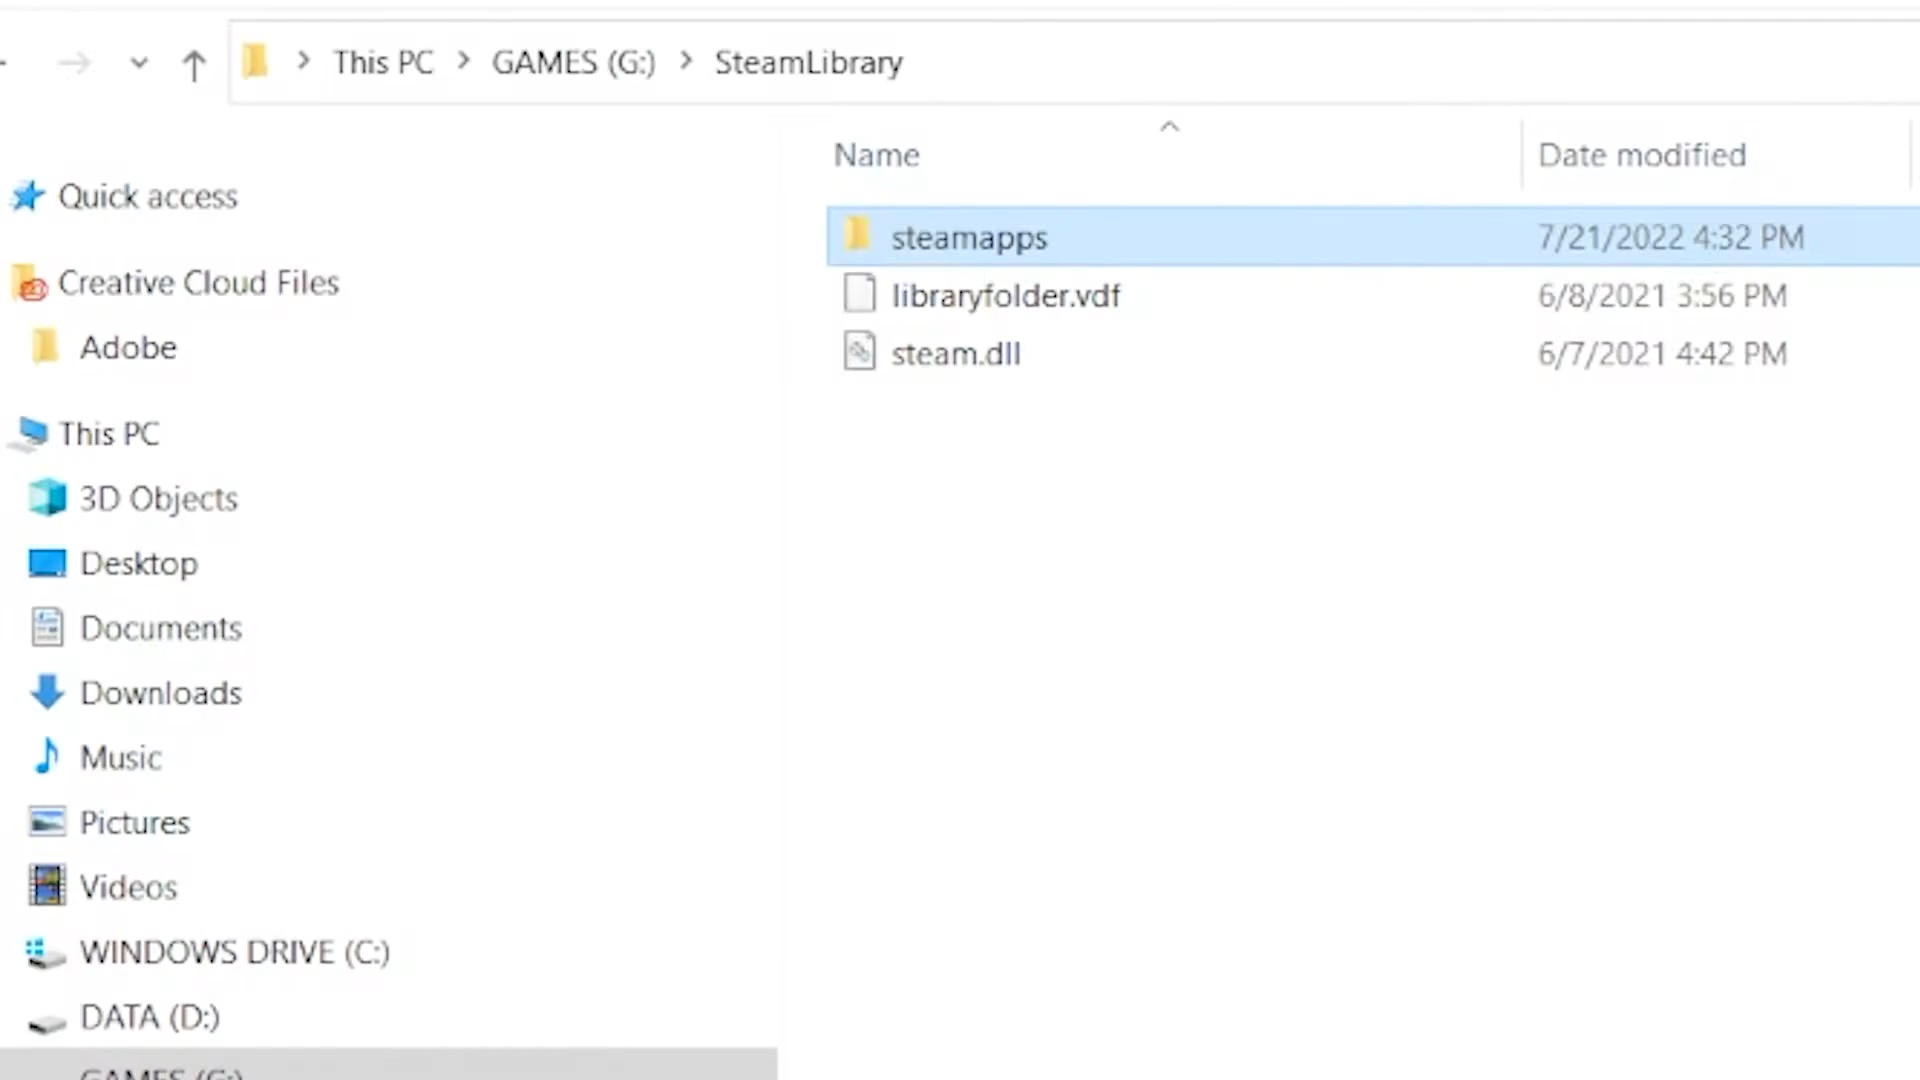 This PC > GAMES (G:) > SteamLibrary
Name Date modified
Quick access
steamapps 7/21/2022 4:32 PM
Creative Cloud Files
libraryfolder.vdf 6/8/2021 3:56 PM
Adobe
steam.dll 6/7/2021 4:42 PM
This PC
3D Objects
Desktop
Documents
Downloads
Music
Pictures
Videos
WINDOWS DRIVE (C:)
DATA (D:)
GAMES (G:)